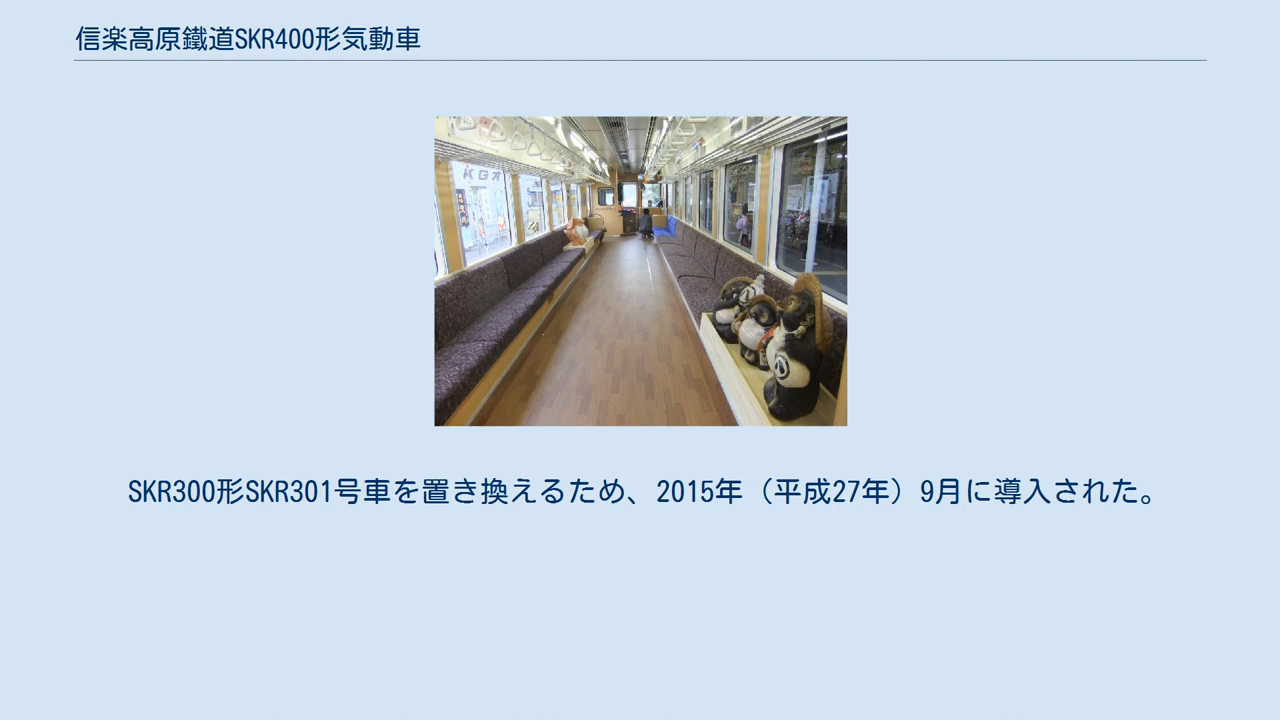 信楽高原鐵道SKR400形気動車
KGオ
SKR300形SKR301号車を置き換えるため、2015年（平成27年）9月に導入された。